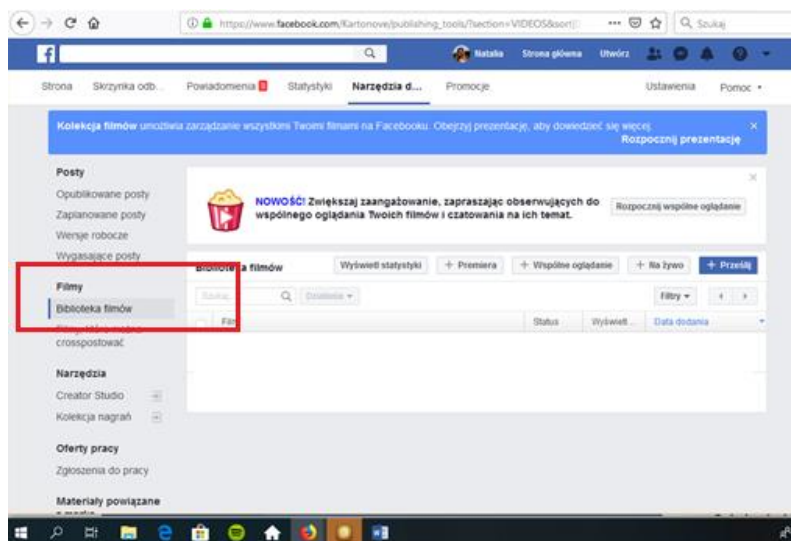 https://www.facebook.com/Kartonove/publishing_tools/?section=VIDEOS&sort[
Szukaj
Natalia Strona główna Utwórz
Strona Skrzynka odb... Powiadomienia Statystyki Narzędzia d... Promocje Ustawienia Pomoc
Kolekcja filmów umożliwia zarządzanie wszystkimi Twoimi filmami na Facebooku. Obejrzyj prezentację, aby dowiedzieć się więcej.
Rozpocznij prezentację
Posty
Opublikowane posty
Zaplanowane posty
Wersje robocze
Wygasające posty
NOWOŚĆ! Zwiększaj zaangażowanie, zapraszając obserwujących do
wspólnego oglądania Twoich filmów i czatowania na ich temat.
Rozpocznij wspólne oglądanie
Filmy
Biblioteka filmów
crosspostować
Biblioteka filmów Wyświetl statystyki + Premiera + Wspólne oglądanie + Na żywo + Prześlij
Szukaj Działania Filtry
Status Wyświetl... Data dodania
Narzędzia
Creator Studio
Kolekcja nagrań
Oferty pracy
Zgłoszenia do pracy
Materiały powiązane